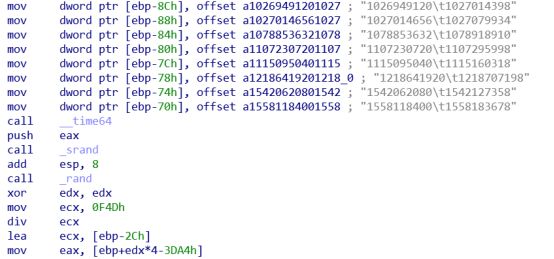 mov dword ptr [ebp-8Ch], offset a10269491201027 ; "1026949120\t1027014398"
mov dword ptr [ebp-88h], offset a10270146561027 ; "1027014656\t1027079934"
mov dword ptr [ebp-84h], offset a10788536321078 ; "1078853632\t1078918910"
mov dword ptr [ebp-80h], offset a11072307201107 ; "1107230720\t1107295998"
mov dword ptr [ebp-7Ch], offset a11150950401115 ; "1115095040\t1115160318"
mov dword ptr [ebp-78h], offset a12186419201218_0 ; "1218641920\t1218707198"
mov dword ptr [ebp-74h], offset a15420620801542 ; "1542062080\t1542127358"
mov dword ptr [ebp-70h], offset a15581184001558 ; "1558118400\t1558183678"
call __time64
push eax
call _srand
add esp, 8
call _rand
xor edx, edx
mov ecx, 0F4Dh
div ecx
lea ecx, [ebp-2Ch]
mov eax, [ebp+edx*4-3DA4h]